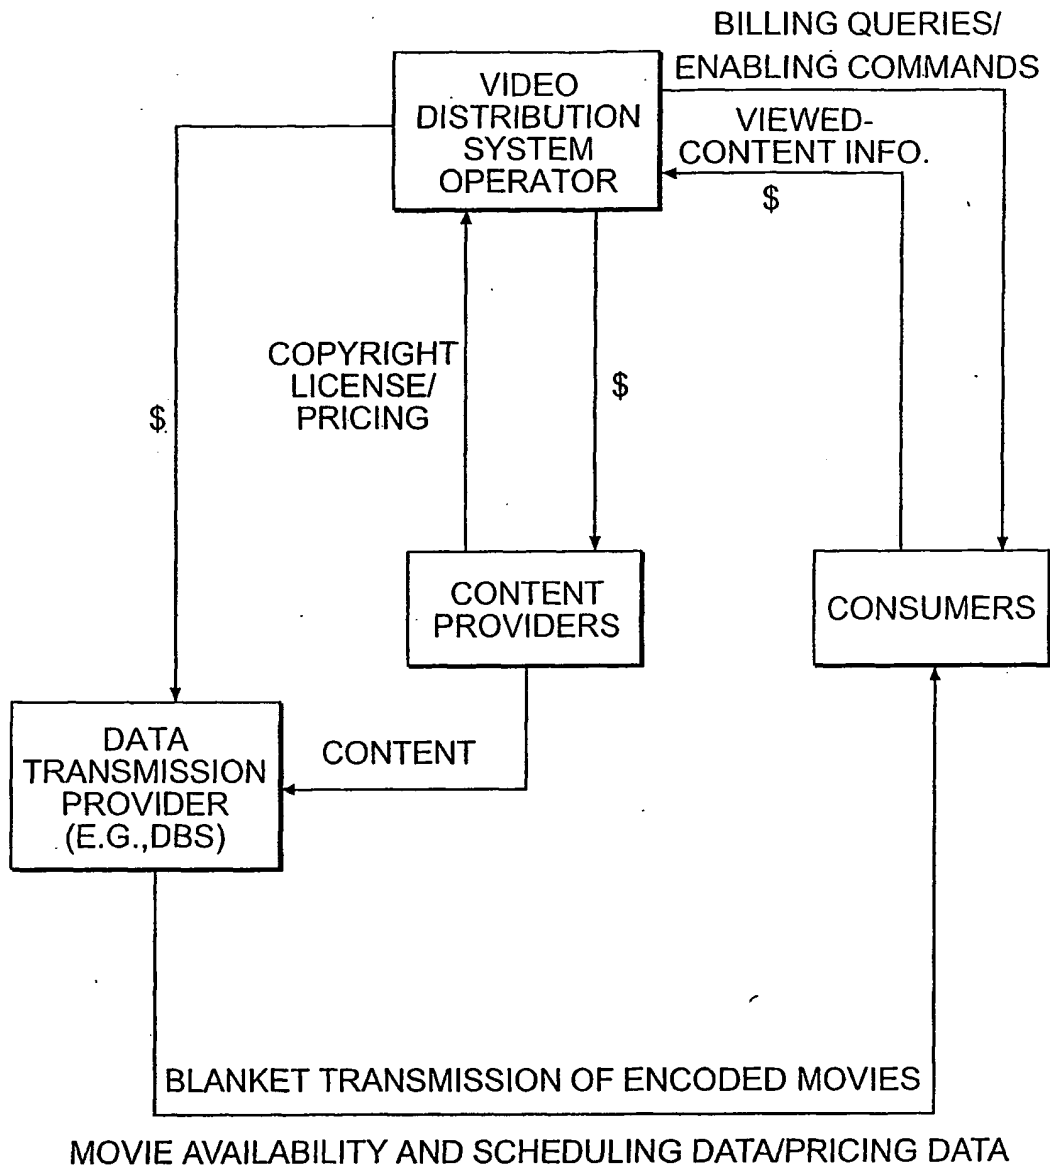 BILLING QUERIES/
ENABLING COMMANDS
VIDEO
DISTRIBUTION
SYSTEM
OPERATOR
VIEWED-
CONTENT INFO.
$
COPYRIGHT
LICENSE/
PRICING
$
$
CONTENT
PROVIDERS
CONSUMERS
DATA
TRANSMISSION
PROVIDER
(E.G.,DBS)
CONTENT
BLANKET TRANSMISSION OF ENCODED MOVIES
MOVIE AVAILABILITY AND SCHEDULING DATA/PRICING DATA